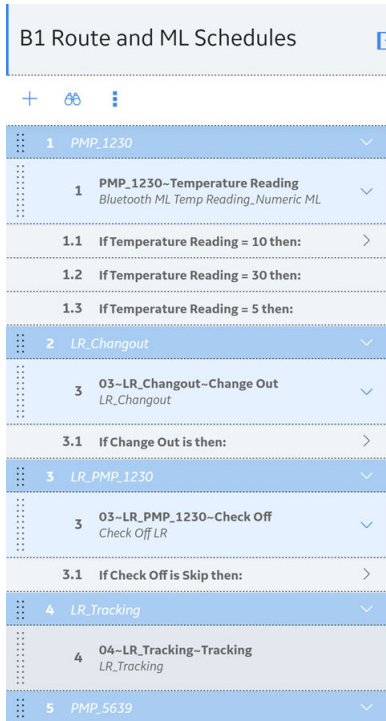 B1 Route and ML Schedules
1 PMP_1230
1 PMP_1230~Temperature Reading
Bluetooth ML Temp Reading_Numeric ML
1.1 If Temperature Reading = 10 then:
1.2 If Temperature Reading = 30 then:
1.3 If Temperature Reading = 5 then:
2 LR_Changout
3 03~LR_Changout~Change Out
LR_Changout
3.1 If Change Out is then:
3 LR_PMP_1230
3 03~LR_PMP_1230~Check Off
Check Off LR
3.1 If Check Off is Skip then:
4 LR_Tracking
4 04~LR_Tracking~Tracking
LR_Tracking
5 PMP_5639